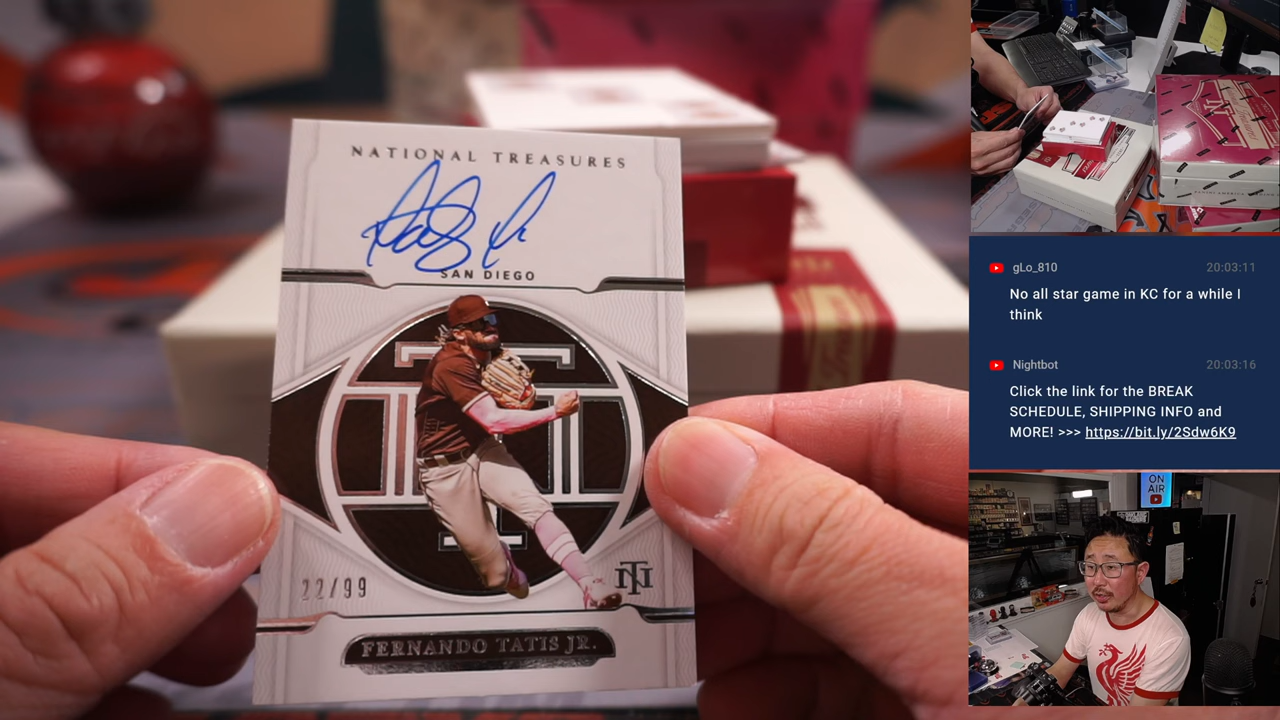 NATIONAL TREASURES
SAN DIEGO
22/99
NT
FERNANDO TATIS JR.
gLo_810 20:03:11
No all star game in KC for a while I
think
Nightbot 20:03:16
Click the link for the BREAK
SCHEDULE, SHIPPING INFO and
MORE! >>> https://bit.ly/2Sdw6K9
ON
AIR